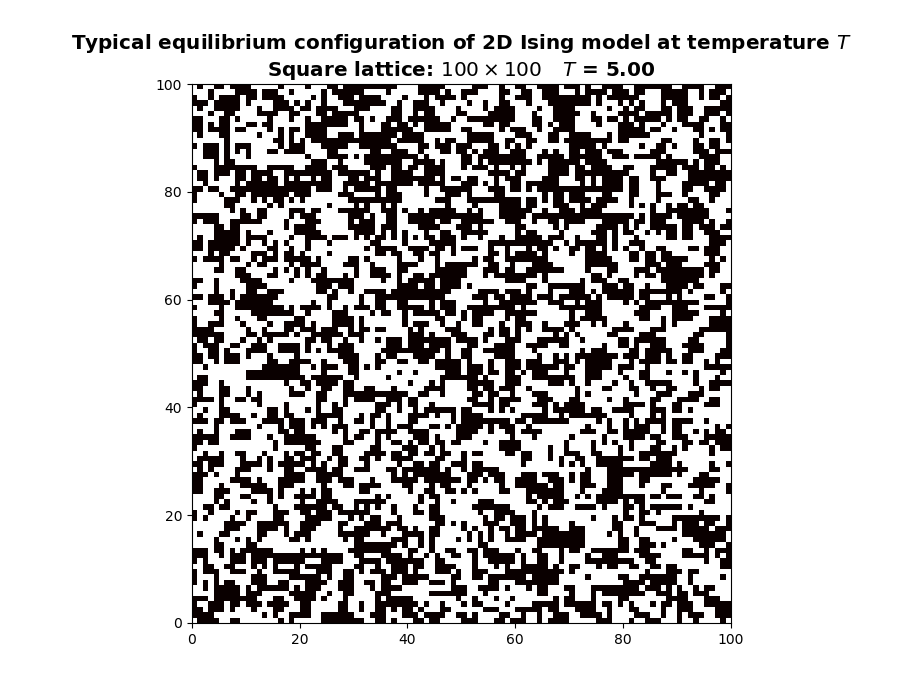 Typical equilibrium configuration of 2D Ising model at temperature T
Square lattice: 100 × 100 T = 5.00
100
80
60
40
20
0
0 20 40 60 80 100